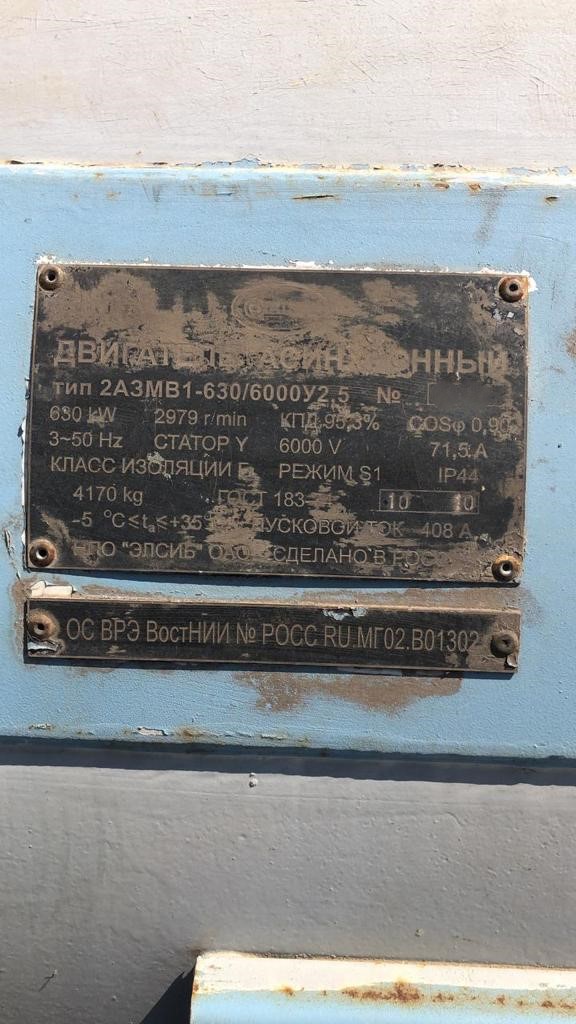 ДВИГАТЕЛЬ АСИНХРОННЫЙ
тип 2АЗМВ1-630/6000У2,5 №
630 kW 2979 r/min КПД 95,3% COSφ 0,90
3~50 Hz СТАТОР Y 6000 V 71,5 A
КЛАСС ИЗОЛЯЦИИ F РЕЖИМ S1 IP44
4170 kg ГОСТ 183- 10 10
-5 °C≤ta≤+35° ПУСКОВОЙ ТОК 408 A
НПО "ЭЛСИБ" ОАО СДЕЛАНО В
ОС ВРЭ ВостНИИ № РОСС RU.МГ02.В01302